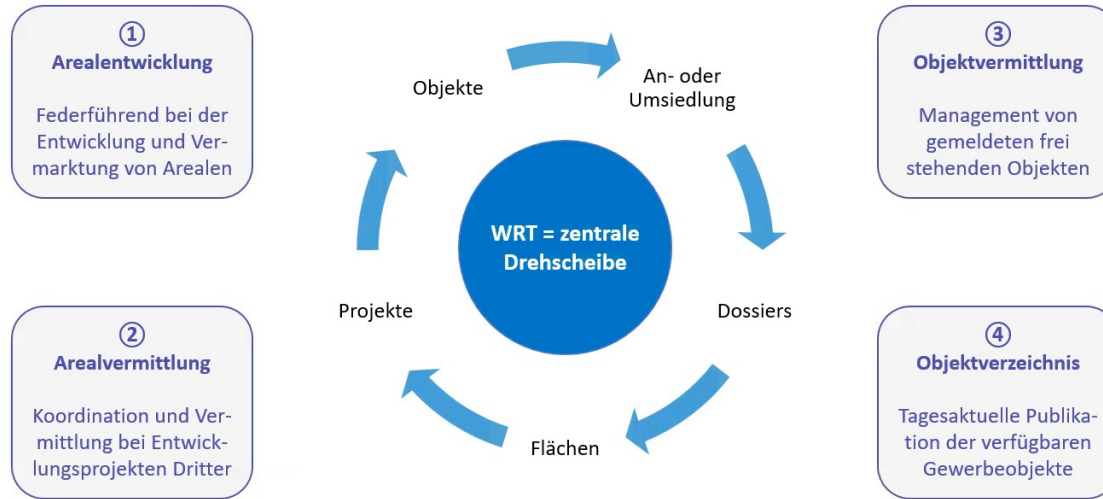 ①
Arealentwicklung
Federführend bei der
Entwicklung und Ver-
marktung von Arealen
②
Arealvermittlung
Koordination und Ver-
mittlung bei Entwick-
lungsprojekten Dritter
Objekte
An- oder
Umsiedlung
WRT = zentrale
Drehscheibe
Projekte
Dossiers
Flächen
③
Objektvermittlung
Management von
gemeldeten frei
stehenden Objekten
④
Objektverzeichnis
Tagesaktuelle Publika-
tion der verfügbaren
Gewerbeobjekte